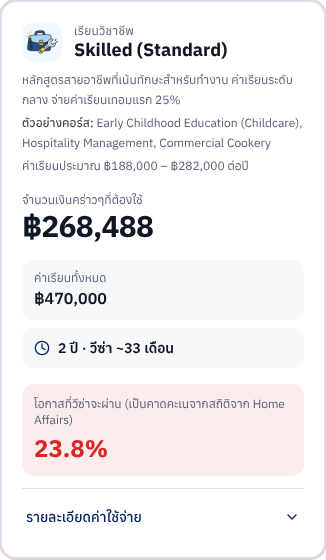 เรียนวิชาชีพ
Skilled (Standard)
หลักสูตรสายอาชีพที่เน้นทักษะสำหรับทำงาน ค่าเรียนระดับ
กลาง จ่ายค่าเรียนเทอมแรก 25%
ตัวอย่างคอร์ส: Early Childhood Education (Childcare),
Hospitality Management, Commercial Cookery
ค่าเรียนประมาณ ฿188,000 – ฿282,000 ต่อปี
จำนวนเงินคร่าวๆที่ต้องใช้
฿268,488
ค่าเรียนทั้งหมด
฿470,000
2 ปี · วีซ่า ~33 เดือน
โอกาสที่วีซ่าจะผ่าน (เป็นคาดคะเนจากสถิติจาก Home
Affairs)
23.8%
รายละเอียดค่าใช้จ่าย